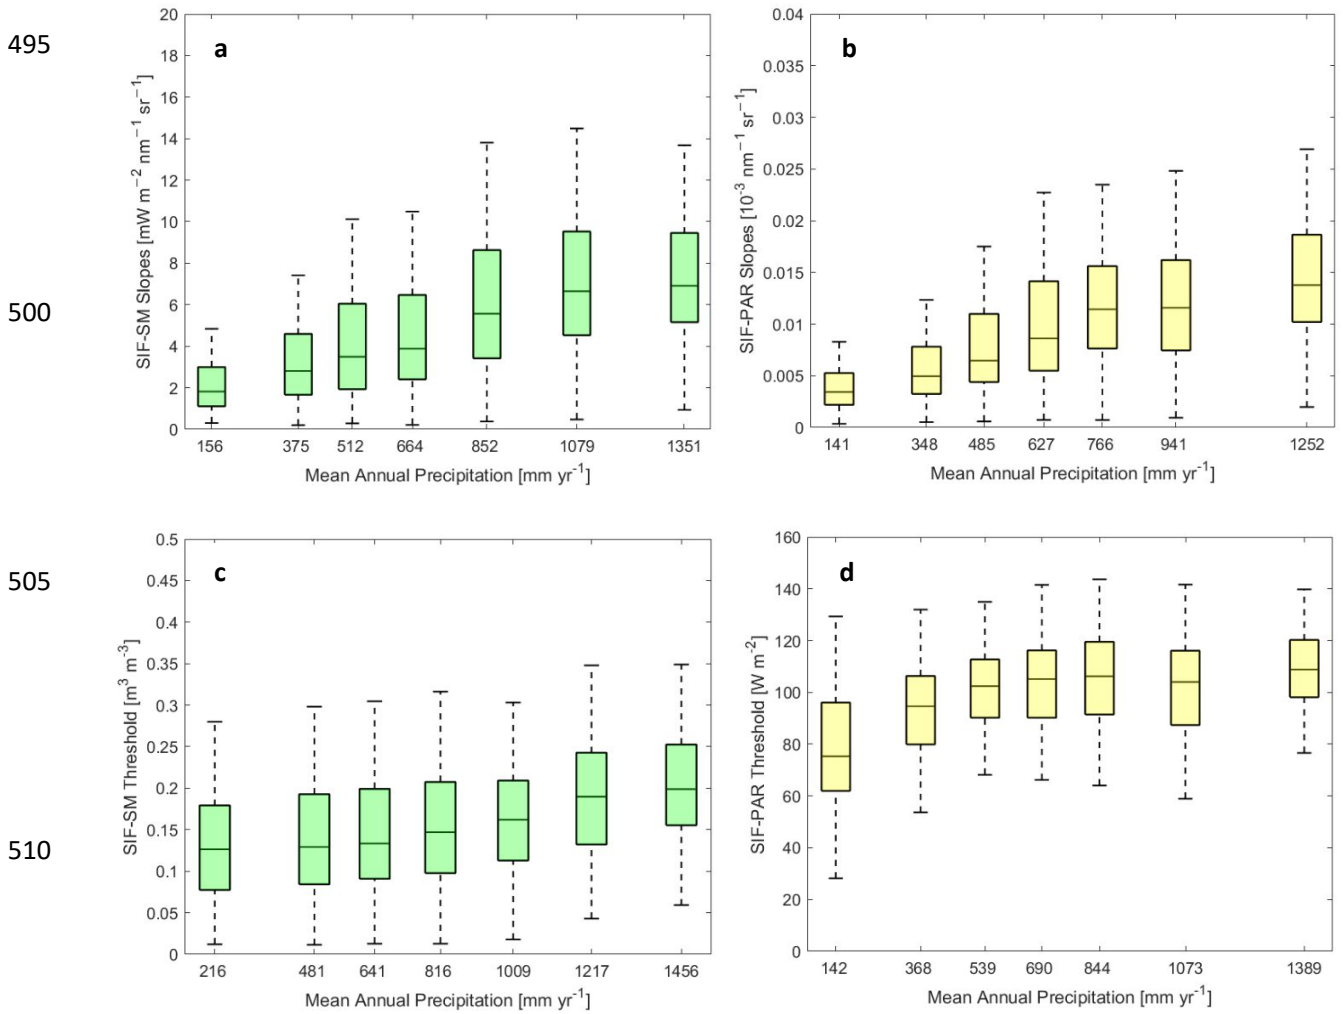 495
500
505
510
a
20
18
16
14
12
10
8
6
4
2
0
SIF-SM Slopes [mW m⁻² nm⁻¹ sr⁻¹]
156 375 512 664 852 1079 1351
Mean Annual Precipitation [mm yr⁻¹]
b
0.04
0.035
0.03
0.025
0.02
0.015
0.01
0.005
0
SIF-PAR Slopes [10⁻³ nm⁻¹ sr⁻¹]
141 348 485 627 766 941 1252
Mean Annual Precipitation [mm yr⁻¹]
c
0.5
0.45
0.4
0.35
0.3
0.25
0.2
0.15
0.1
0.05
0
SIF-SM Threshold [m³ m⁻³]
216 481 641 816 1009 1217 1456
Mean Annual Precipitation [mm yr⁻¹]
d
160
140
120
100
80
60
40
20
0
SIF-PAR Threshold [W m⁻²]
142 368 539 690 844 1073 1389
Mean Annual Precipitation [mm yr⁻¹]